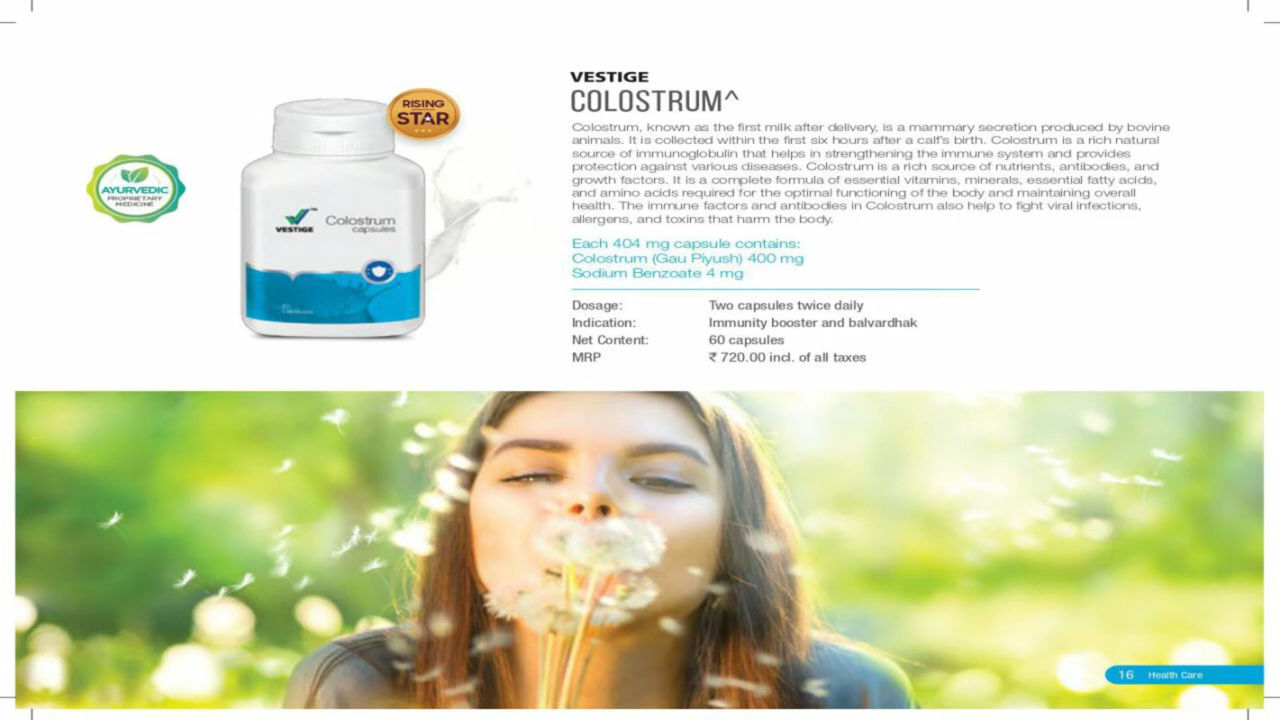 VESTIGE
COLOSTRUM^
Colostrum, known as the first milk after delivery, is a mammary secretion produced by bovine
animals. It is collected within the first six hours after a calf's birth. Colostrum is a rich natural
source of immunoglobulin that helps in strengthening the immune system and provides
protection against various diseases. Colostrum is a rich source of nutrients, antibodies, and
growth factors. It is a complete formula of essential vitamins, minerals, essential fatty acids,
and amino acids required for the optimal functioning of the body and maintaining overall
health. The immune factors and antibodies in Colostrum also help to fight viral infections,
allergens, and toxins that harm the body.
Each 404 mg capsule contains:
Colostrum (Gau Piyush) 400 mg
Sodium Benzoate 4 mg
Dosage: Two capsules twice daily
Indication: Immunity booster and balvardhak
Net Content: 60 capsules
MRP ₹ 720.00 incl. of all taxes
RISING
STAR
AYURVEDIC
PROPRIETARY
MEDICINE
VESTIGE
™
Colostrum
capsules
16 Health Care